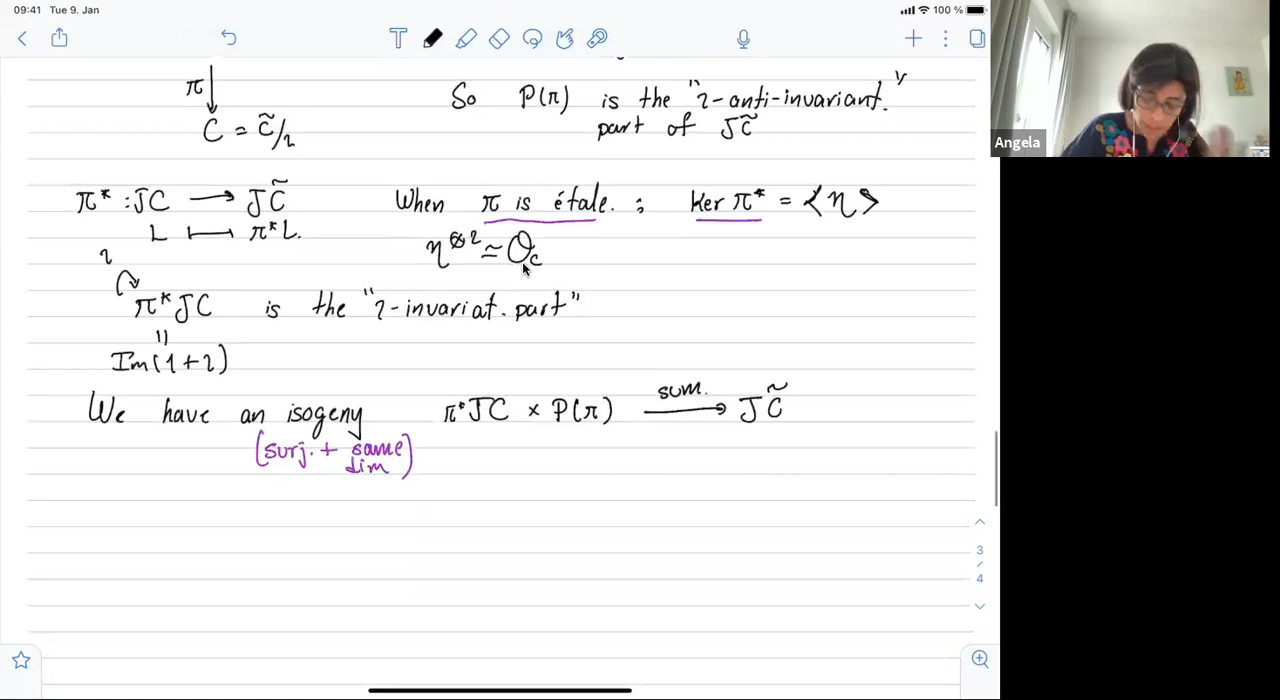 09:41 Tue 9. Jan
100 %
π ↓
So P(π) is the "ι-anti-invariant."
C = C̃/ι
part of JC̃
Angela
π* : JC ⟶ JC̃ When π is étale. : Ker π* = <η>
L ⟼ π*L.
η^⊗2 ≃ O_C
ι
π*JC is the "ι-invariat. part"
||
Im(1+ι)
We have an isogeny π*JC × P(π) ⟶ JC̃
sum.
(surj. + same
dim)
3
/
4